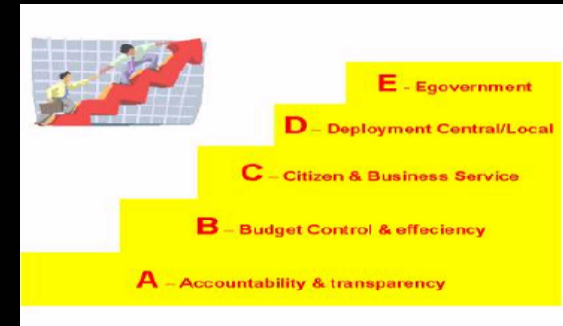 E - Egovernment
D – Deployment Central/Local
C – Citizen & Business Service
B – Budget Control & effeciency
A – Accountability & transparency